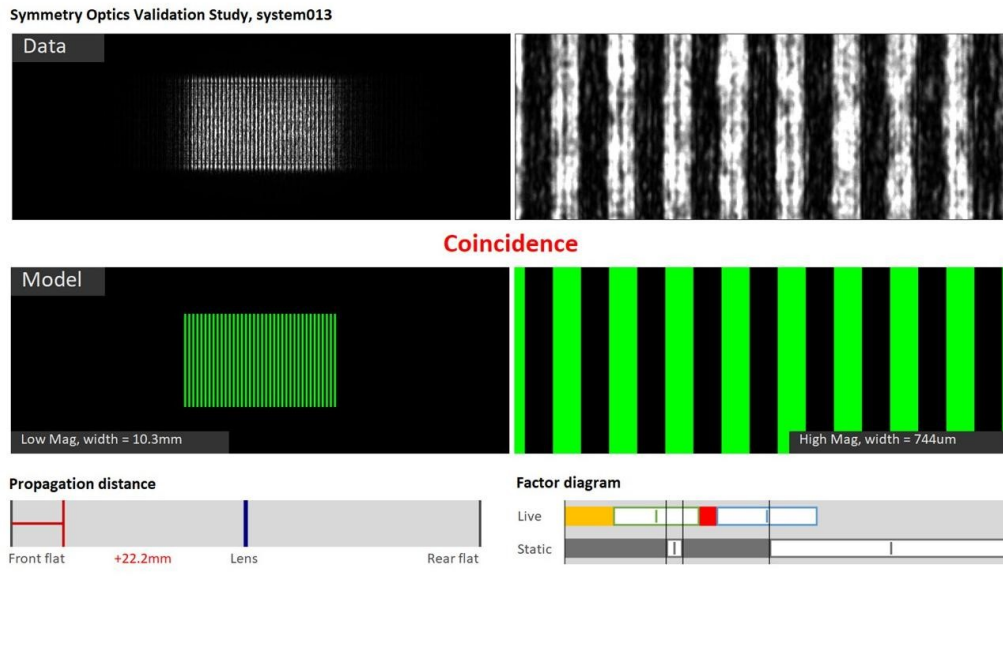 Symmetry Optics Validation Study, system013
Data
Coincidence
Model
Low Mag, width = 10.3mm
High Mag, width = 744um
Propagation distance
Front flat
+22.2mm
Lens
Rear flat
Factor diagram
Live
Static